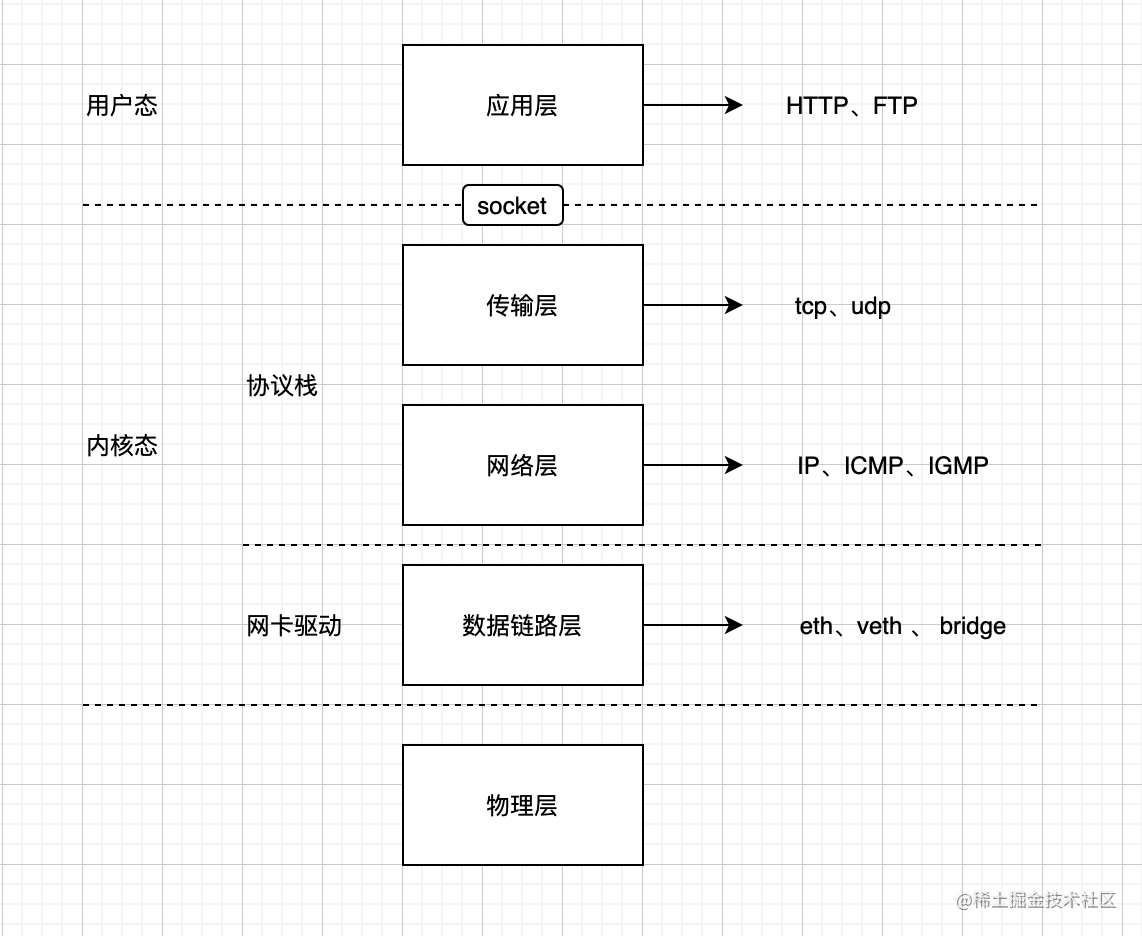 用户态
应用层
HTTP、FTP
socket
传输层
tcp、udp
协议栈
内核态
网络层
IP、ICMP、IGMP
网卡驱动
数据链路层
eth、veth 、 bridge
物理层
@稀土掘金技术社区